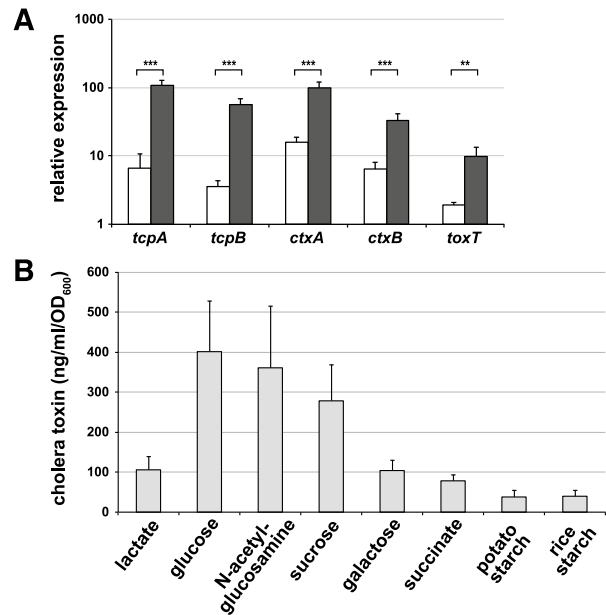 A
relative expression
1000
100
10
1
***
***
***
***
**
tcpA
tcpB
ctxA
ctxB
toxT
B
cholera toxin (ng/ml/OD600)
600
500
400
300
200
100
0
lactate
glucose
N-acetyl-
glucosamine
sucrose
galactose
succinate
potato
starch
rice
starch